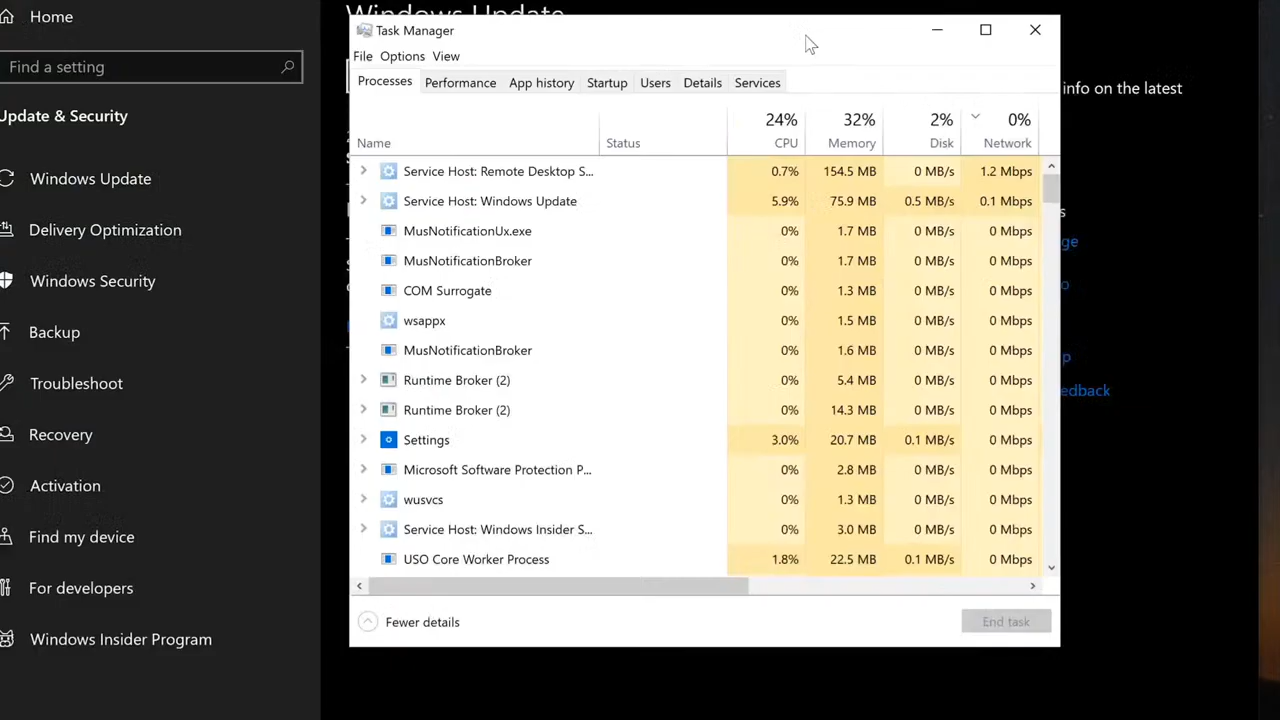 Home
Windows Update
Find a setting
Update & Security
Windows Update
Delivery Optimization
Windows Security
Backup
Troubleshoot
Recovery
Activation
Find my device
For developers
Windows Insider Program
Task Manager
File Options View
Processes Performance App history Startup Users Details Services
24% 32% 2% 0%
Name Status CPU Memory Disk Network
Service Host: Remote Desktop S... 0.7% 154.5 MB 0 MB/s 1.2 Mbps
Service Host: Windows Update 5.9% 75.9 MB 0.5 MB/s 0.1 Mbps
MusNotificationUx.exe 0% 1.7 MB 0 MB/s 0 Mbps
MusNotificationBroker 0% 1.7 MB 0 MB/s 0 Mbps
COM Surrogate 0% 1.3 MB 0 MB/s 0 Mbps
wsappx 0% 1.5 MB 0 MB/s 0 Mbps
MusNotificationBroker 0% 1.6 MB 0 MB/s 0 Mbps
Runtime Broker (2) 0% 5.4 MB 0 MB/s 0 Mbps
Runtime Broker (2) 0% 14.3 MB 0 MB/s 0 Mbps
Settings 3.0% 20.7 MB 0.1 MB/s 0 Mbps
Microsoft Software Protection P... 0% 2.8 MB 0 MB/s 0 Mbps
wusvcs 0% 1.3 MB 0 MB/s 0 Mbps
Service Host: Windows Insider S... 0% 3.0 MB 0 MB/s 0 Mbps
USO Core Worker Process 1.8% 22.5 MB 0.1 MB/s 0 Mbps
Fewer details End task
info on the latest